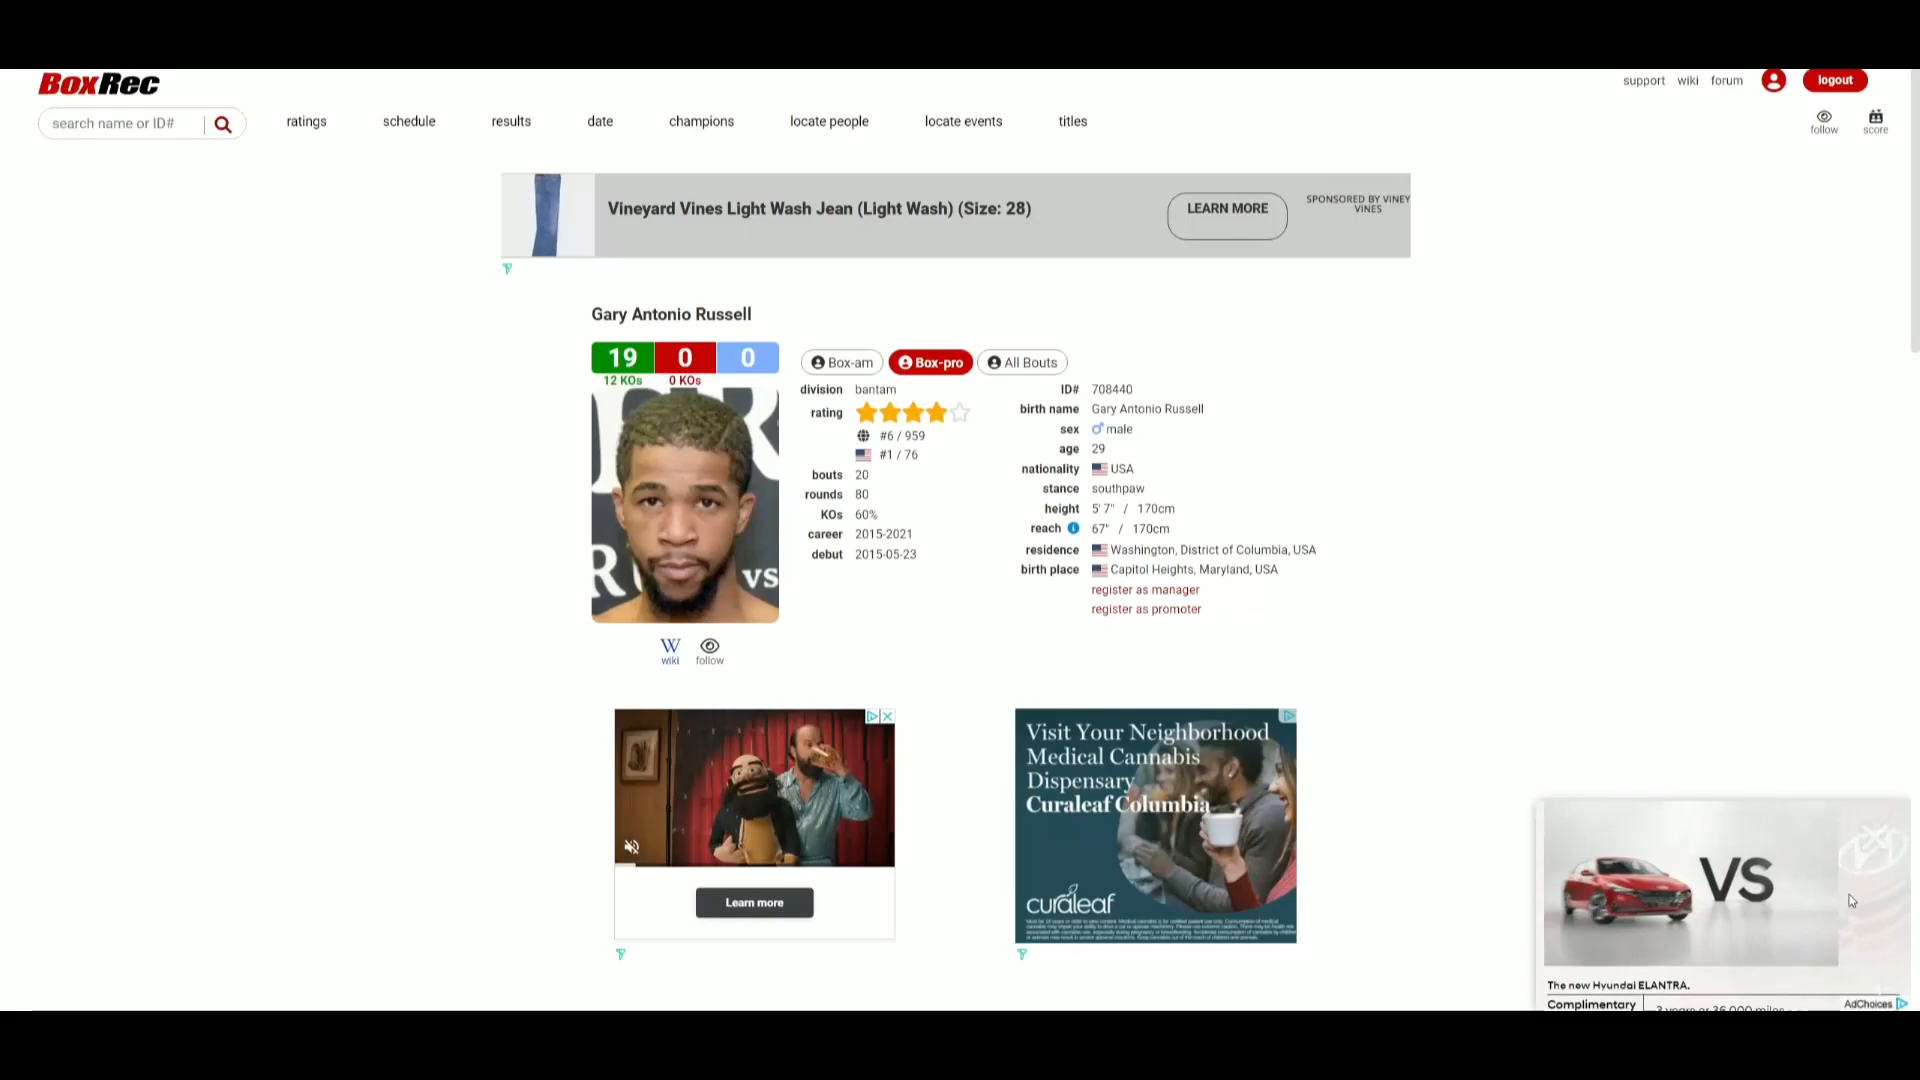 BoxRec
support wiki forum logout
search name or ID#
ratings schedule results date champions locate people locate events titles
follow score
Vineyard Vines Light Wash Jean (Light Wash) (Size: 28)
LEARN MORE
SPONSORED BY VINEY
VINES
Gary Antonio Russell
19 0 0
12 KOs 0 KOs
Box-am Box-pro All Bouts
division bantam
rating
#6 / 959
#1 / 76
bouts 20
rounds 80
KOs 60%
career 2015-2021
debut 2015-05-23
ID# 708440
birth name Gary Antonio Russell
sex male
age 29
nationality USA
stance southpaw
height 5' 7" / 170cm
reach 67" / 170cm
residence Washington, District of Columbia, USA
birth place Capitol Heights, Maryland, USA
register as manager
register as promoter
R vs
W
wiki follow
Learn more
Visit Your Neighborhood
Medical Cannabis
Dispensary
Curaleaf Columbia
curaleaf
VS
The new Hyundai ELANTRA.
Complimentary
AdChoices